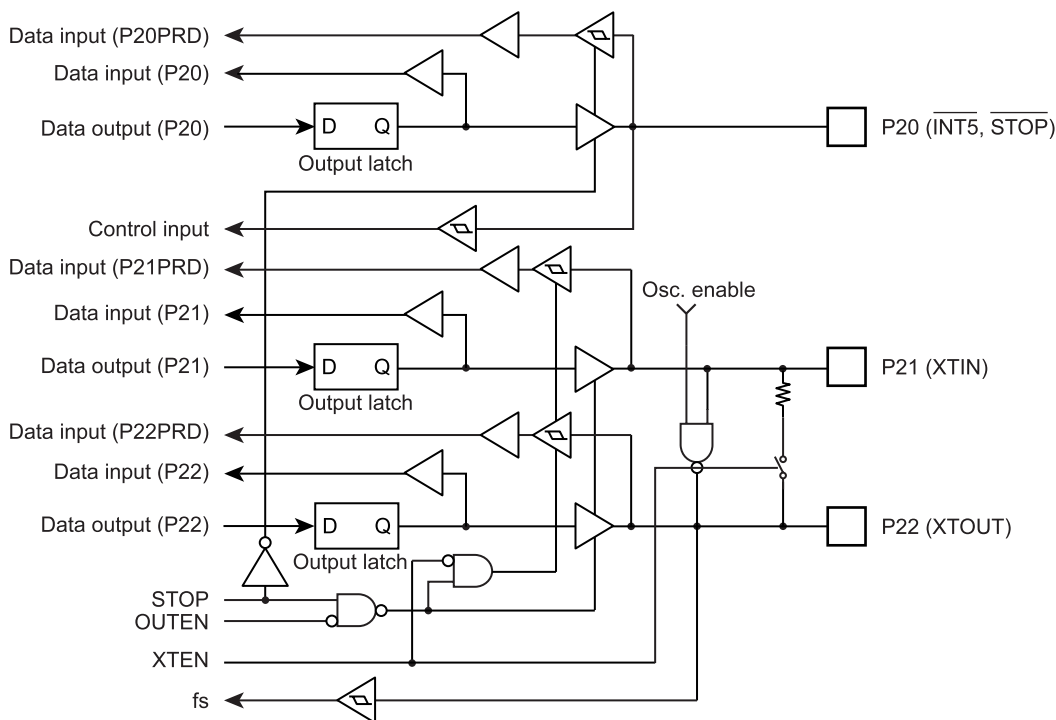 Data input (P20PRD)
Data input (P20)
Data output (P20)
D Q
Output latch
P20 (INT5, STOP)
Control input
Data input (P21PRD)
Osc. enable
Data input (P21)
Data output (P21)
D Q
Output latch
P21 (XTIN)
Data input (P22PRD)
Data input (P22)
Data output (P22)
D Q
Output latch
P22 (XTOUT)
STOP
OUTEN
XTEN
fs